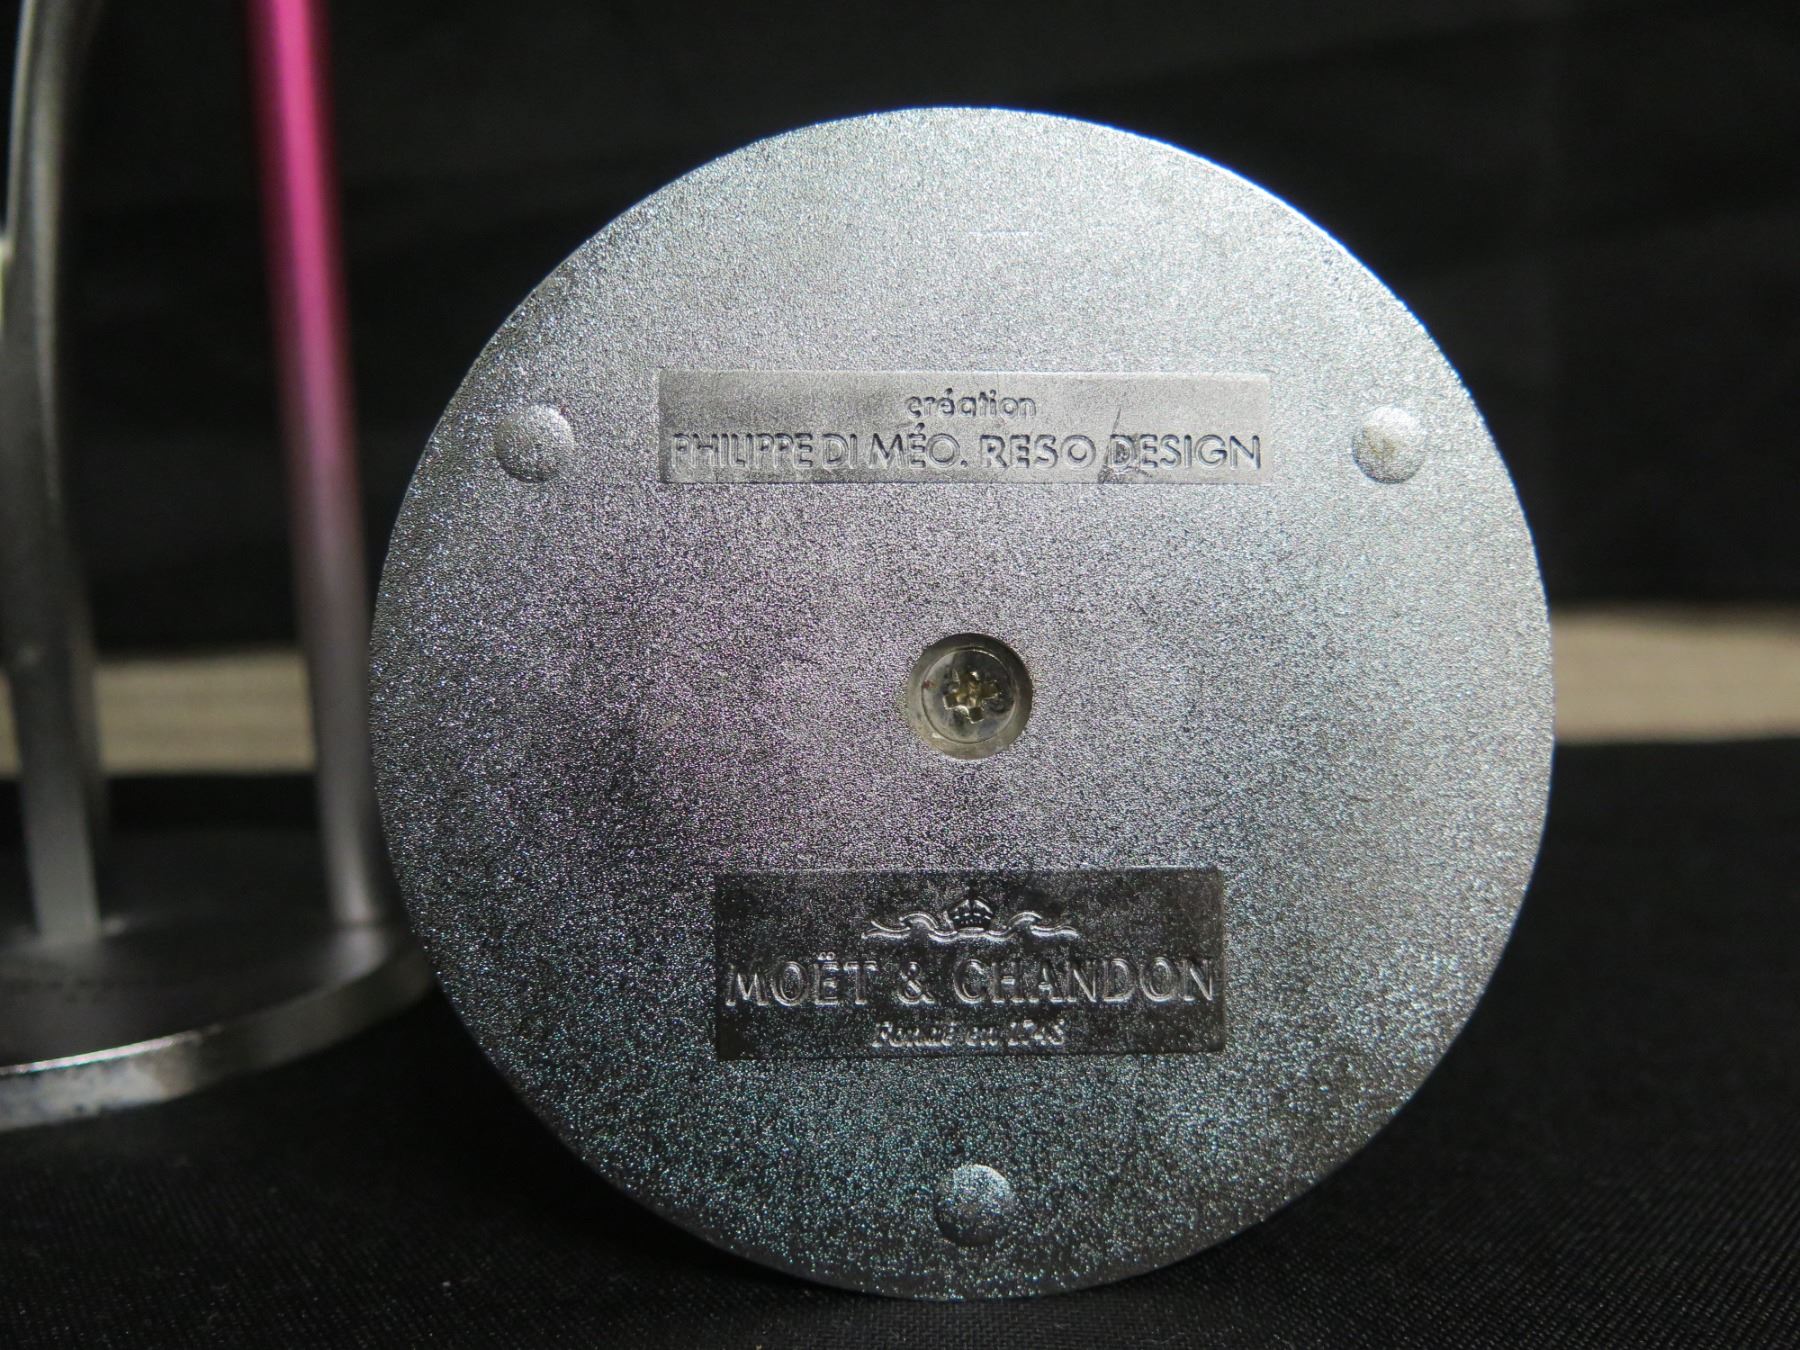 création
PHILIPPE DI MÉO. RESO DESIGN
MOËT & CHANDON
Fondé en 1743